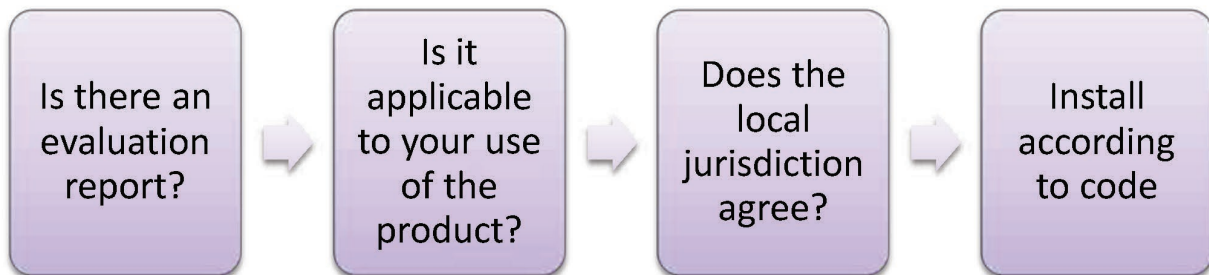 Is there an
evaluation
report?
Is it
applicable
to your use
of the
product?
Does the
local
jurisdiction
agree?
Install
according
to code